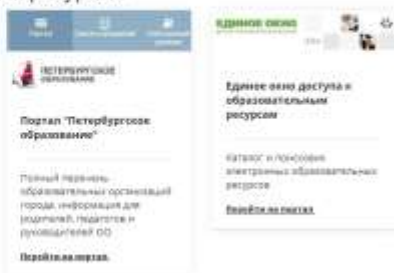 ПЕТЕРБУРГСКОЕ
ОБРАЗОВАНИЕ
Портал "Петербургское
образование"
Полный перечень
образовательных организаций
города, информация для
родителей, педагогов и
руководителей ОО
Перейти на портал
ЕДИНОЕ ОКНО
Единое окно доступа к
образовательным
ресурсам
Каталог и
электронных образовательных
ресурсов
Перейти на портал